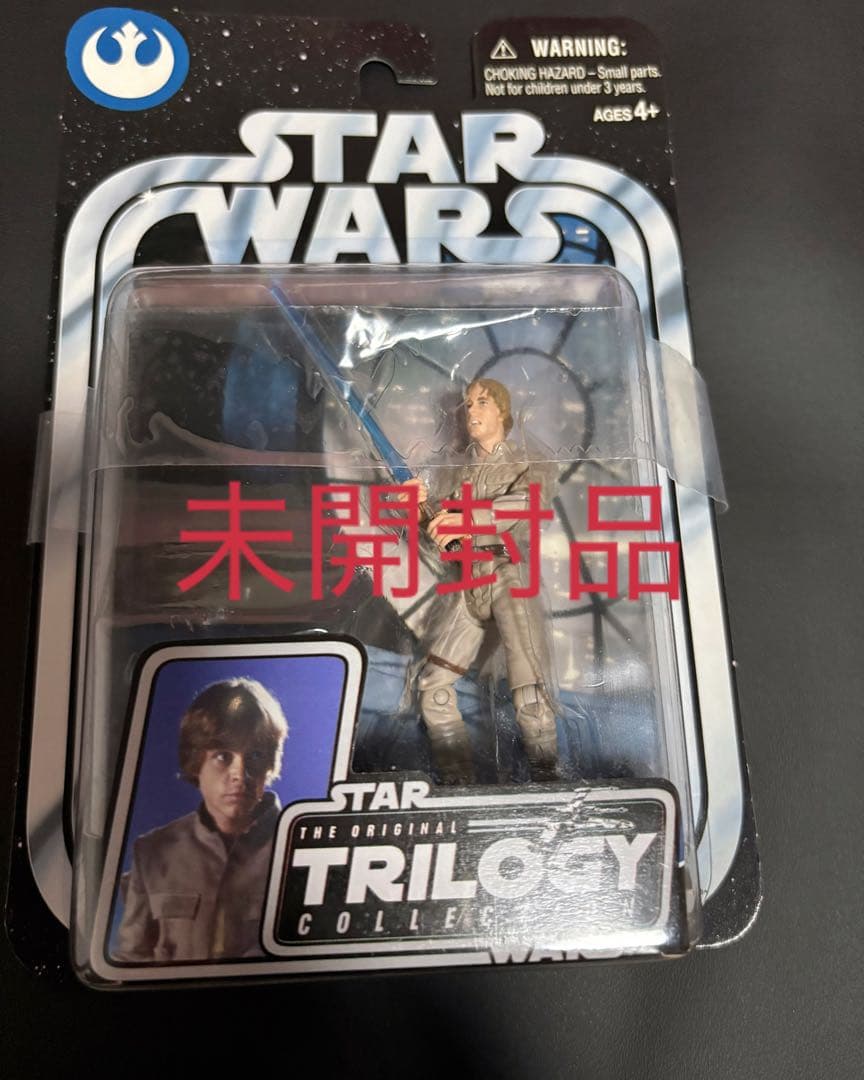 WARNING:
CHOKING HAZARD – Small parts.
Not for children under 3 years.
AGES 4+
STAR
WARS
未開封品
STAR
THE ORIGINAL
TRILOGY
COLLECTION
WARS